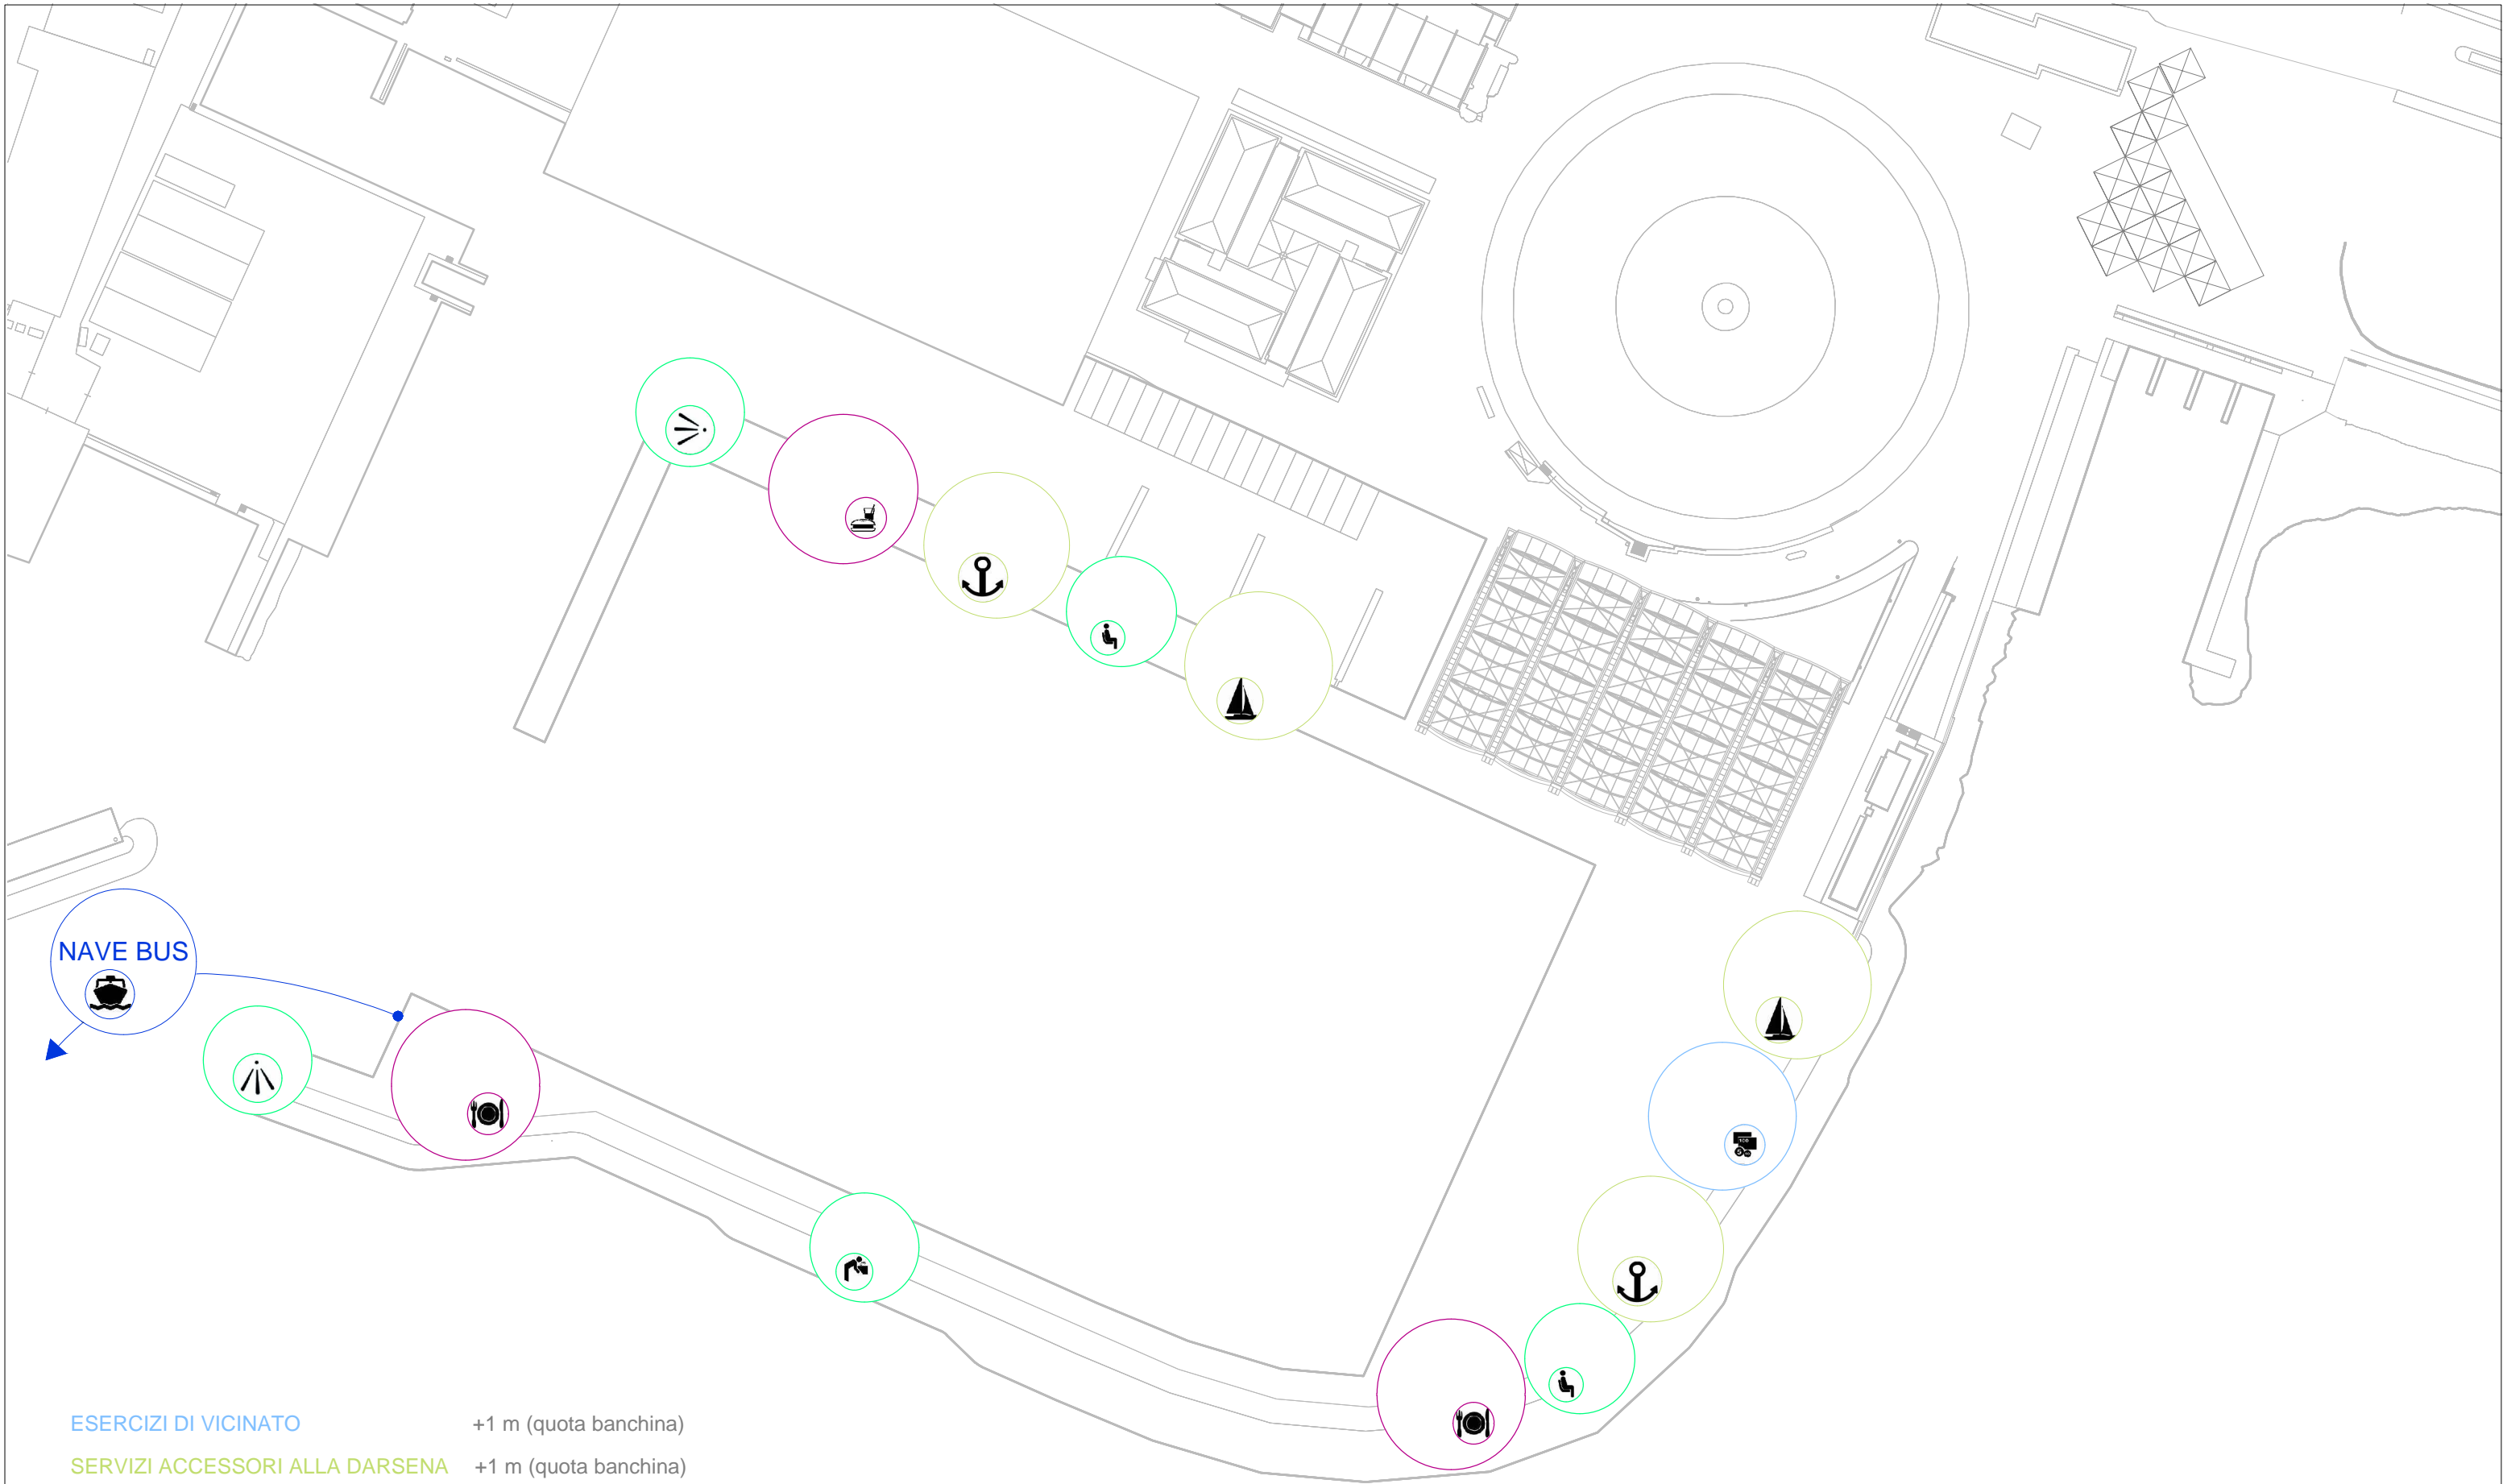 NAVE BUS
ESERCIZI DI VICINATO +1 m (quota banchina)
SERVIZI ACCESSORI ALLA DARSENA +1 m (quota banchina)